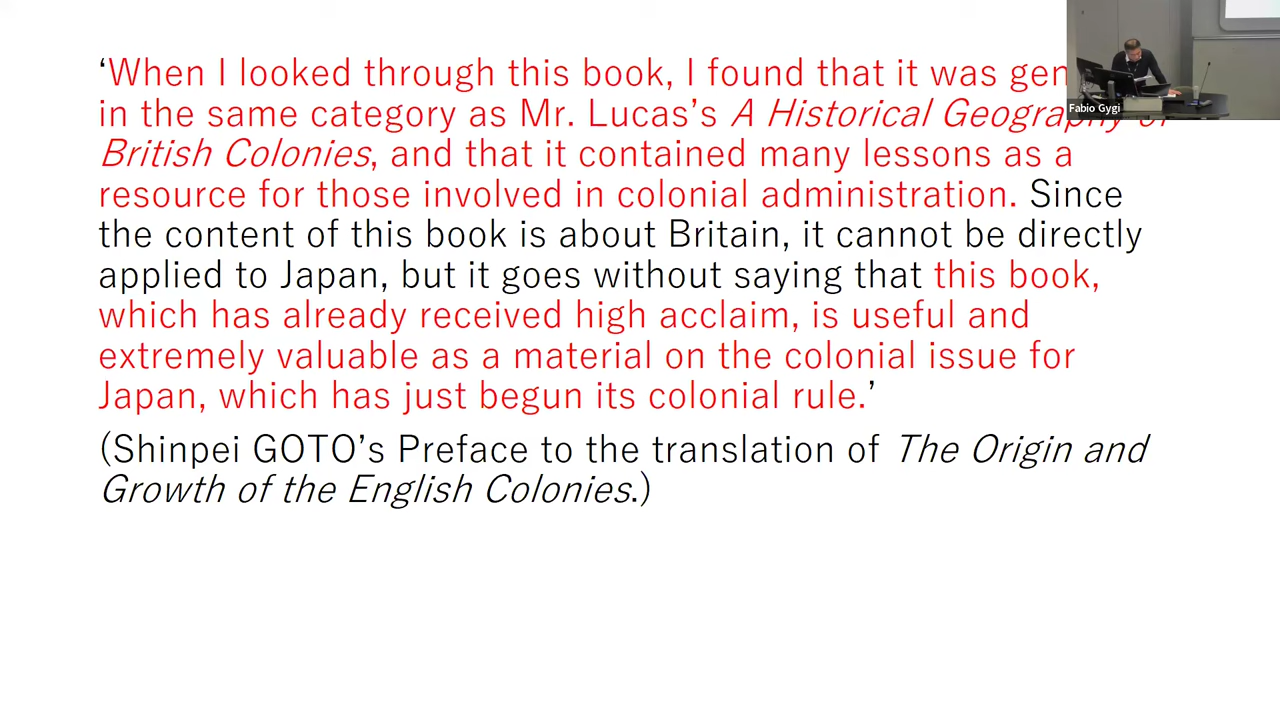 ‘When I looked through this book, I found that it was
in the same category as Mr. Lucas’s A Historical Geography of
British Colonies, and that it contained many lessons as a
resource for those involved in colonial administration. Since
the content of this book is about Britain, it cannot be directly
applied to Japan, but it goes without saying that this book,
which has already received high acclaim, is useful and
extremely valuable as a material on the colonial issue for
Japan, which has just begun its colonial rule.’
(Shinpei GOTO’s Preface to the translation of The Origin and
Growth of the English Colonies.)
Fabio Gygi